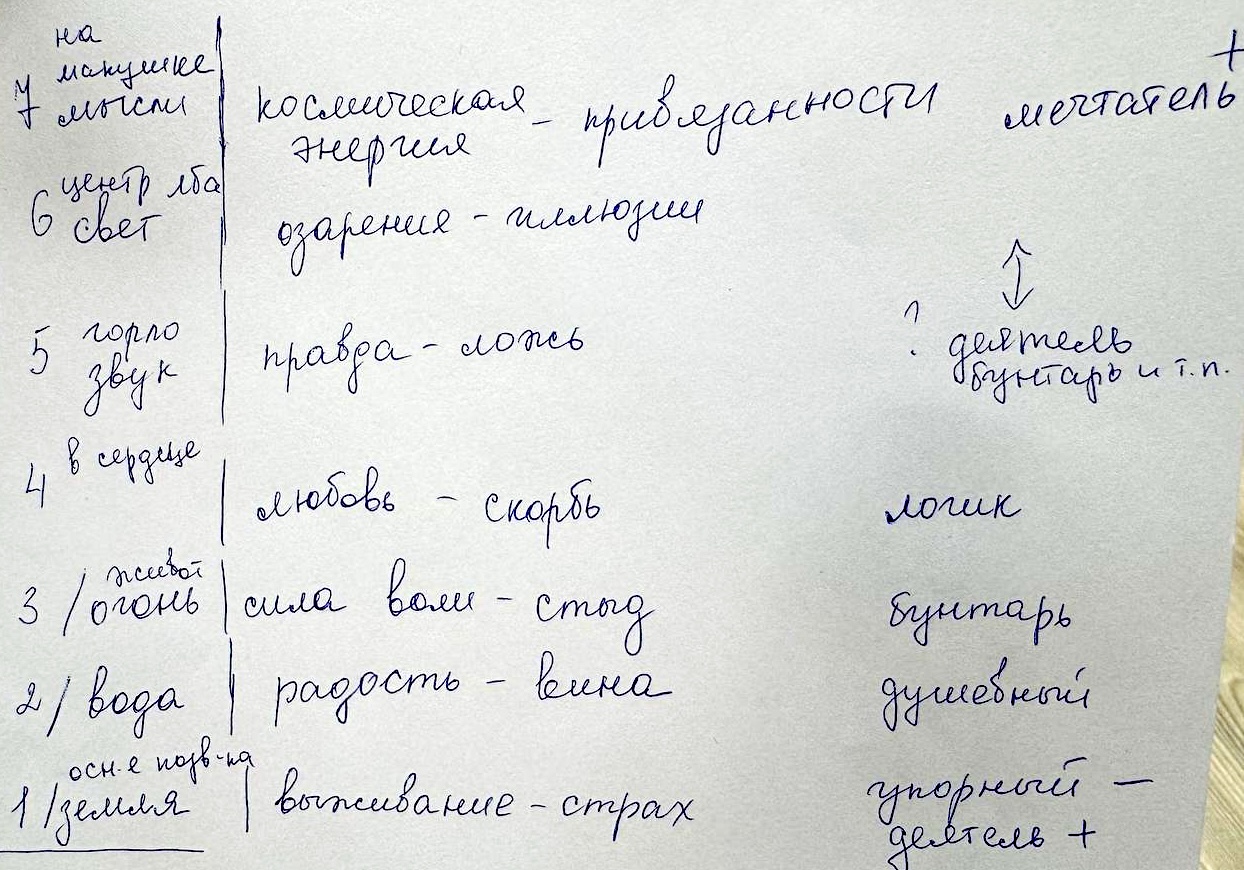 на
макушке +
7 мысли космическая - привязанности мечтатель
энергия
центр лба
6 свет озарения - иллюзии
↕
5 горло ? деятель
звук правда - ложь бунтарь и т.п.
4 в сердце
любовь - скорбь логик
живот
3 / огонь сила воли - стыд бунтарь
2 / вода радость - вина душевный
осн-е позв-ка
1 / земля выживание - страх упорный —
деятель +